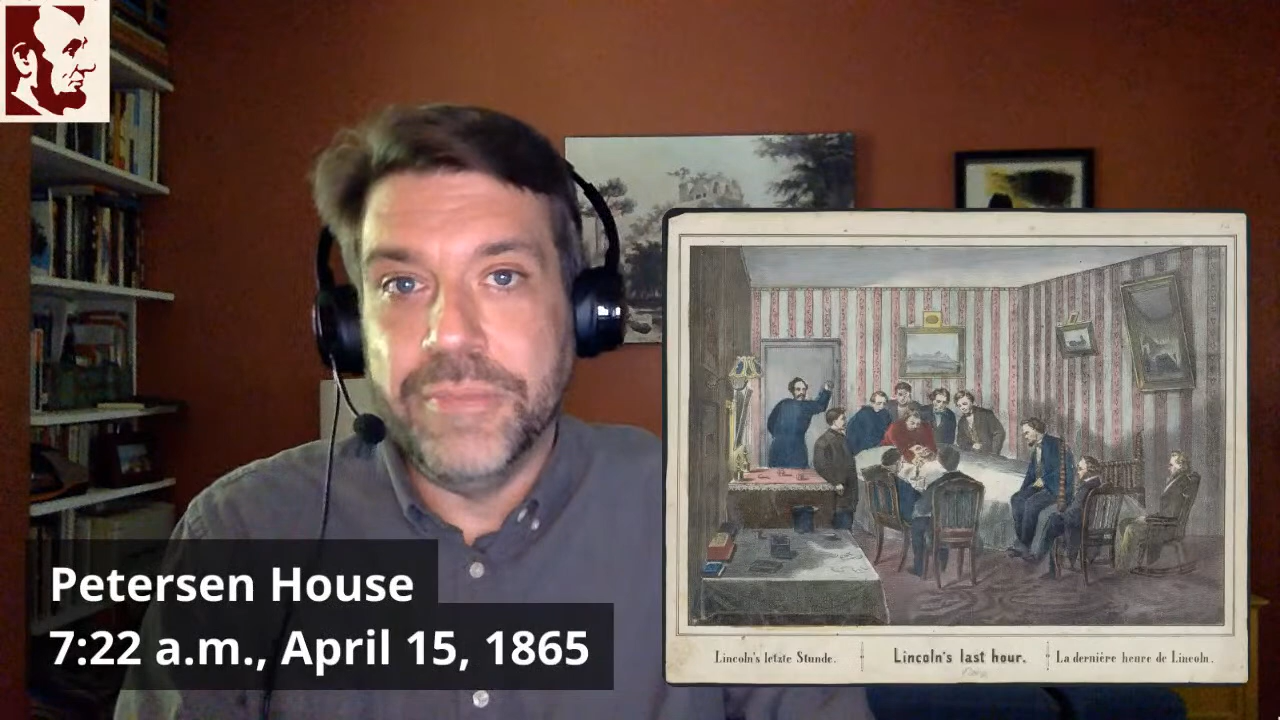 Petersen House
7:22 a.m., April 15, 1865
Lincoln's letzte Stunde.
Lincoln's last hour.
La dernière heure de Lincoln.